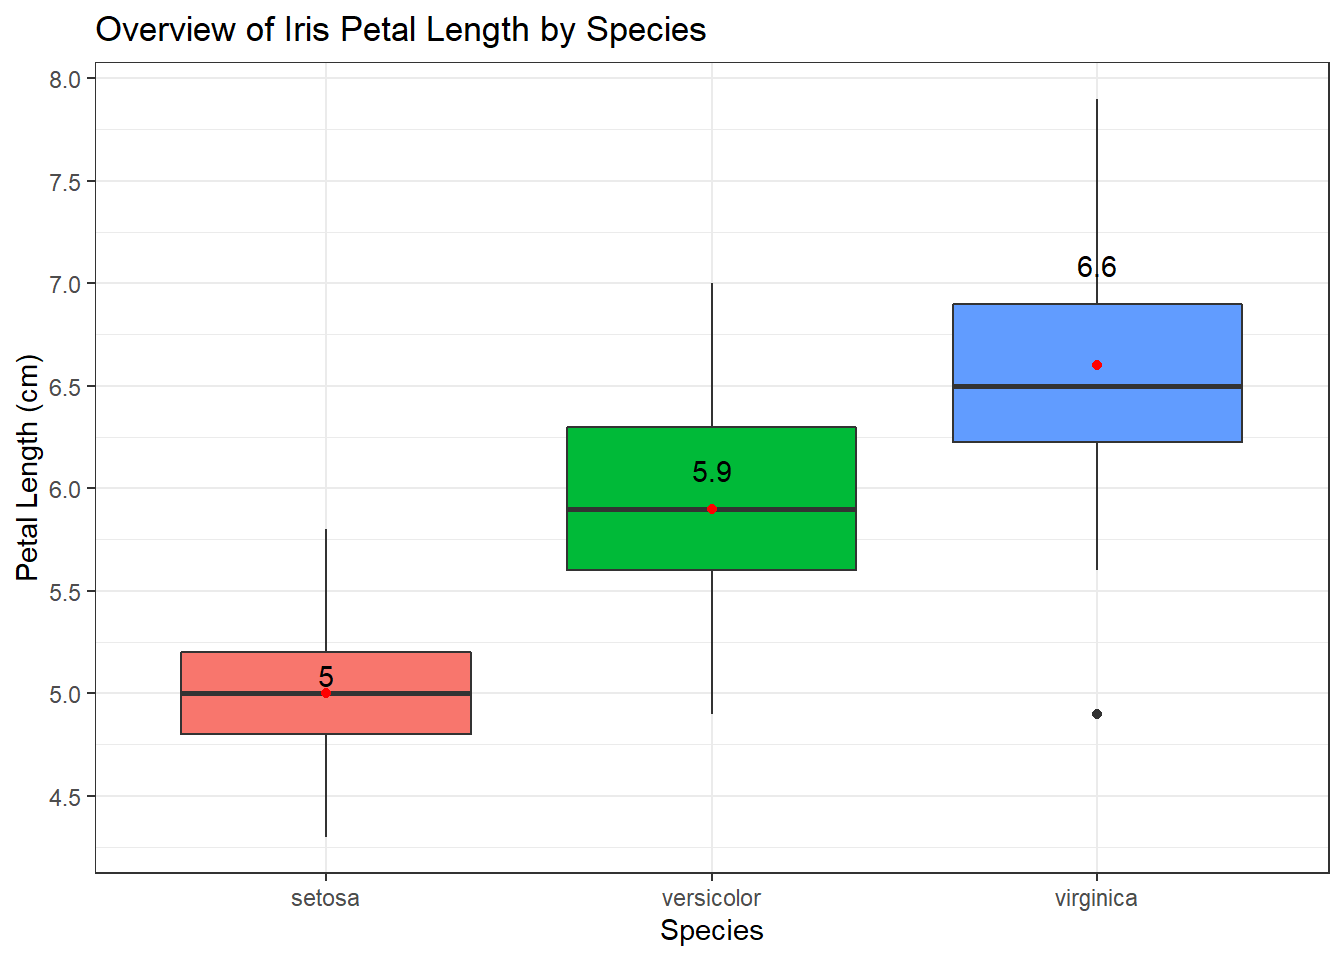 Overview of Iris Petal Length by Species
Petal Length (cm)
8.0
7.5
7.0
6.5
6.0
5.5
5.0
4.5
5
5.9
6.6
setosa versicolor virginica
Species